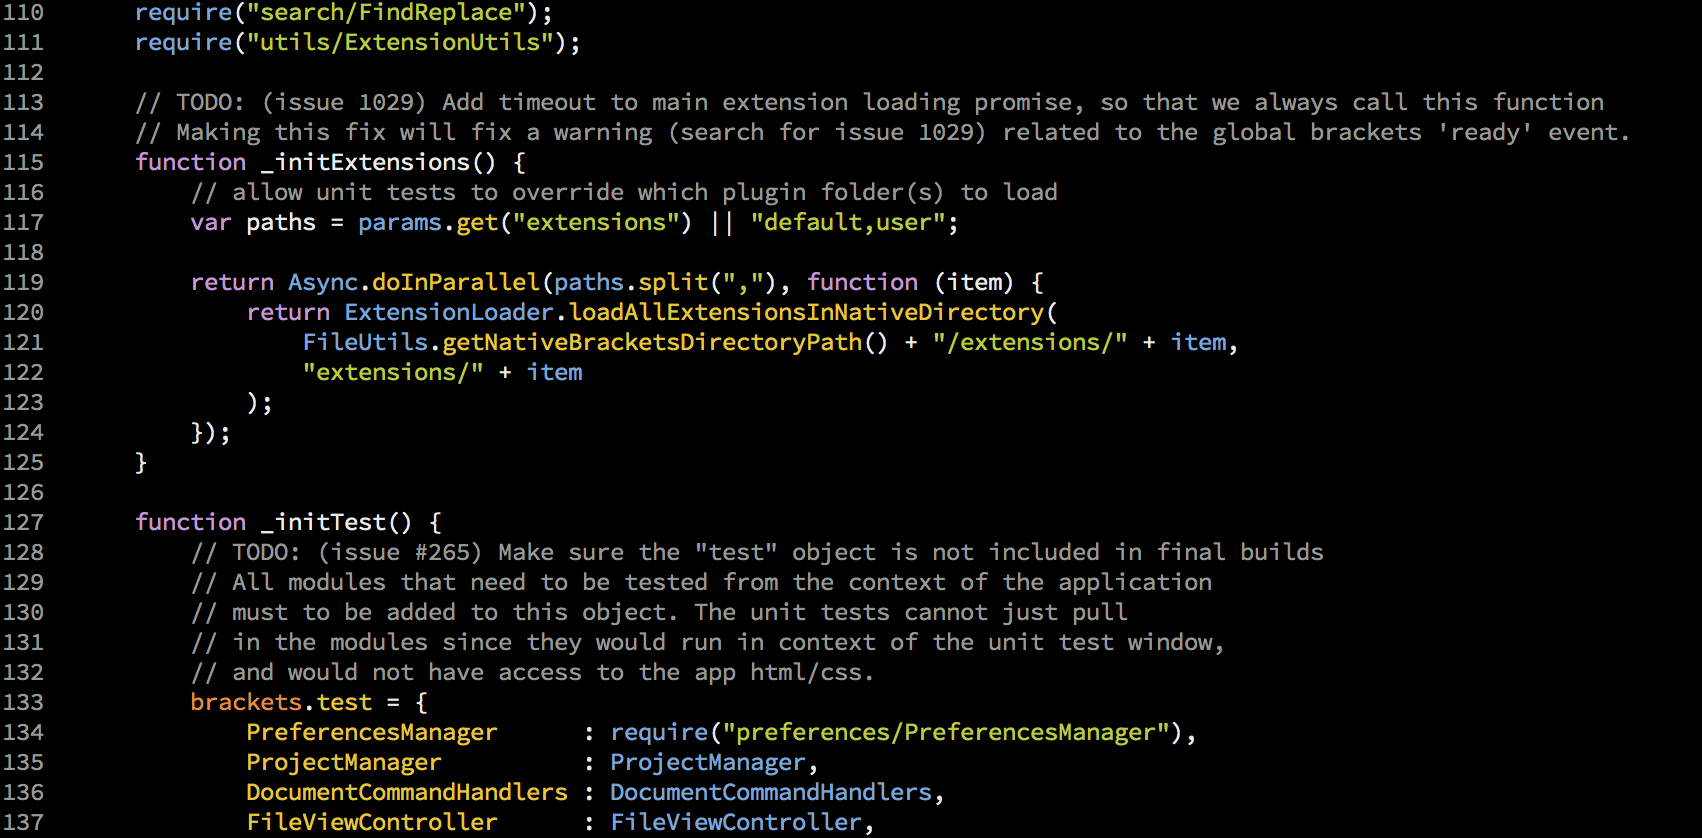 110 require("search/FindReplace");
111 require("utils/ExtensionUtils");
112
113 // TODO: (issue 1029) Add timeout to main extension loading promise, so that we always call this function
114 // Making this fix will fix a warning (search for issue 1029) related to the global brackets 'ready' event.
115 function _initExtensions() {
116 // allow unit tests to override which plugin folder(s) to load
117 var paths = params.get("extensions") || "default,user";
118
119 return Async.doInParallel(paths.split(","), function (item) {
120 return ExtensionLoader.loadAllExtensionsInNativeDirectory(
121 FileUtils.getNativeBracketsDirectoryPath() + "/extensions/" + item,
122 "extensions/" + item
123 );
124 });
125 }
126
127 function _initTest() {
128 // TODO: (issue #265) Make sure the "test" object is not included in final builds
129 // All modules that need to be tested from the context of the application
130 // must to be added to this object. The unit tests cannot just pull
131 // in the modules since they would run in context of the unit test window,
132 // and would not have access to the app html/css.
133 brackets.test = {
134 PreferencesManager : require("preferences/PreferencesManager"),
135 ProjectManager : ProjectManager,
136 DocumentCommandHandlers : DocumentCommandHandlers,
137 FileViewController : FileViewController,